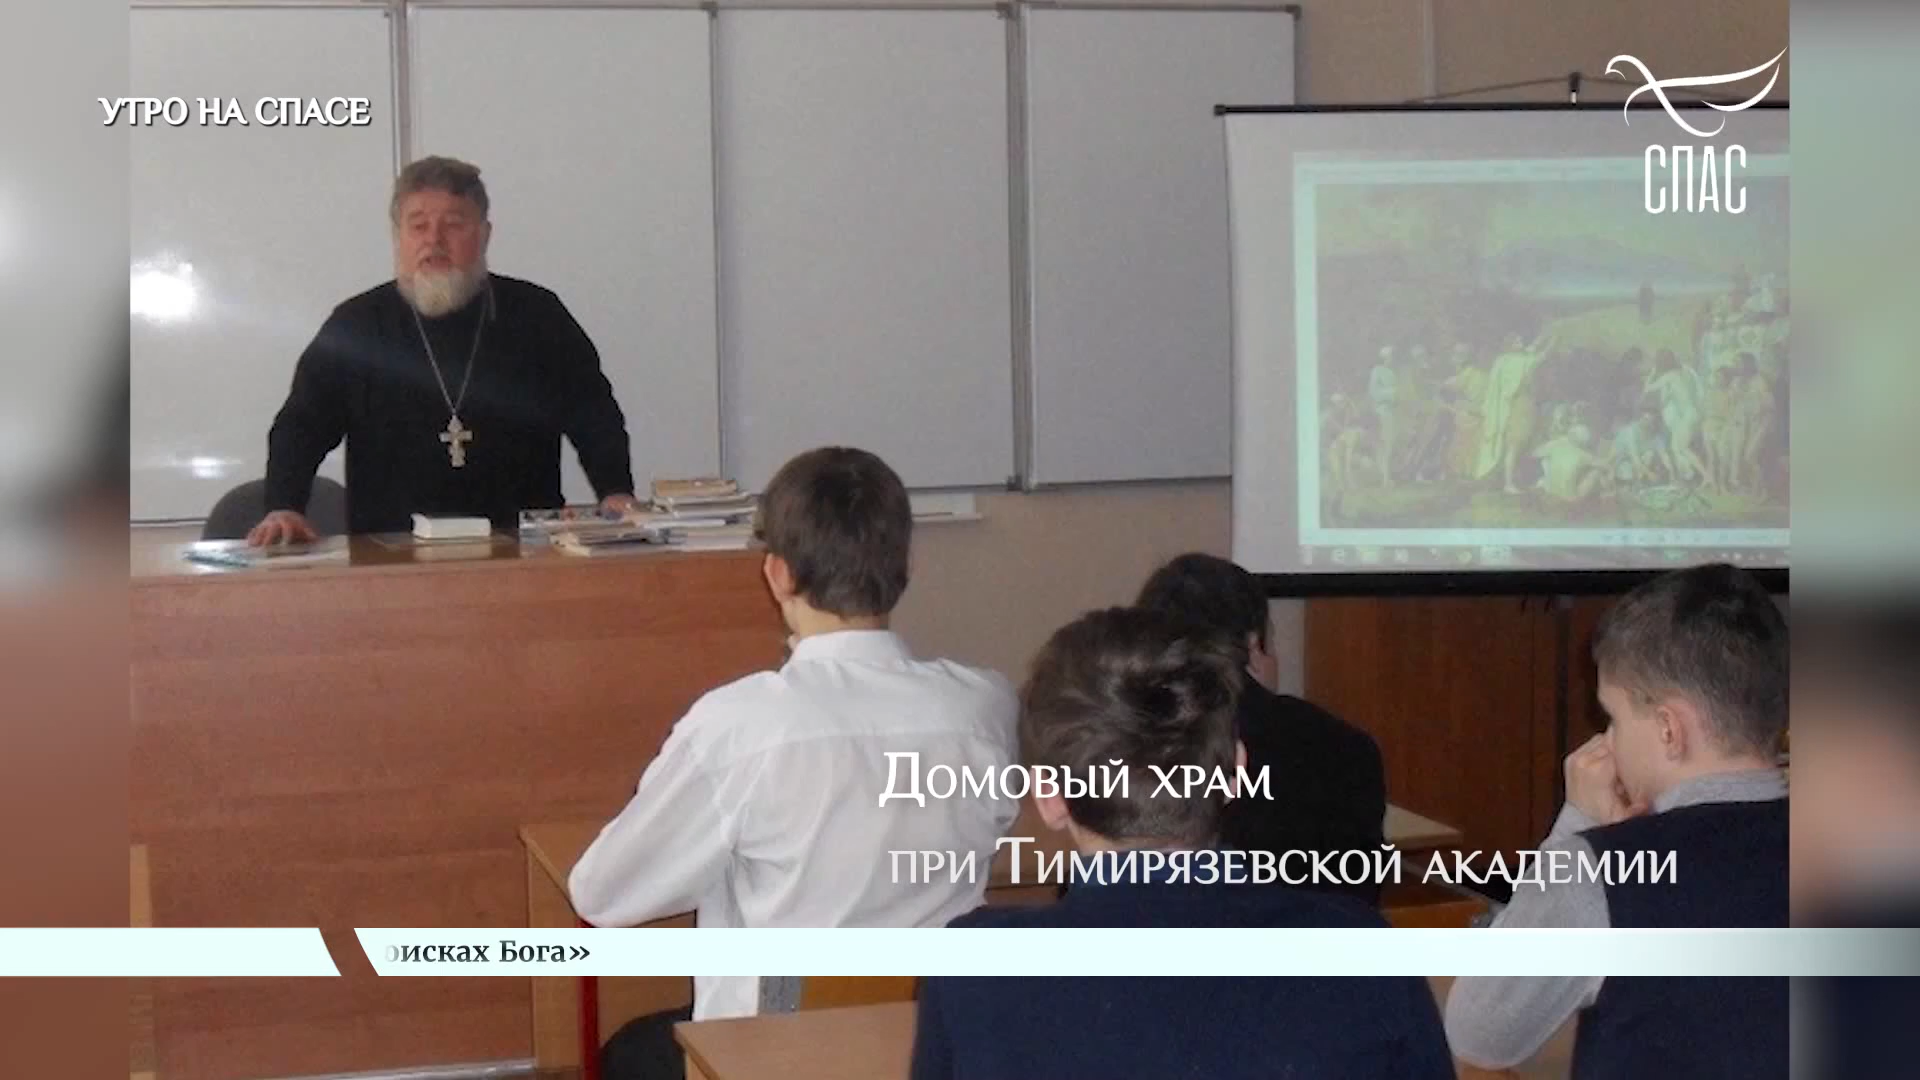 УТРО НА СПАСЕ
СПАС
Домовый храм
при Тимирязевской академии
оисках Бога»